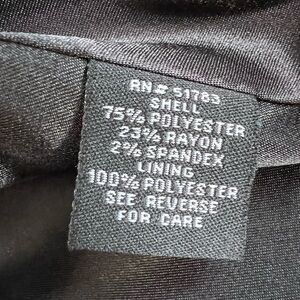 RN# 51783
SHELL
75% POLYESTER
23% RAYON
2% SPANDEX
LINING
100% POLYESTER
SEE REVERSE
FOR CARE